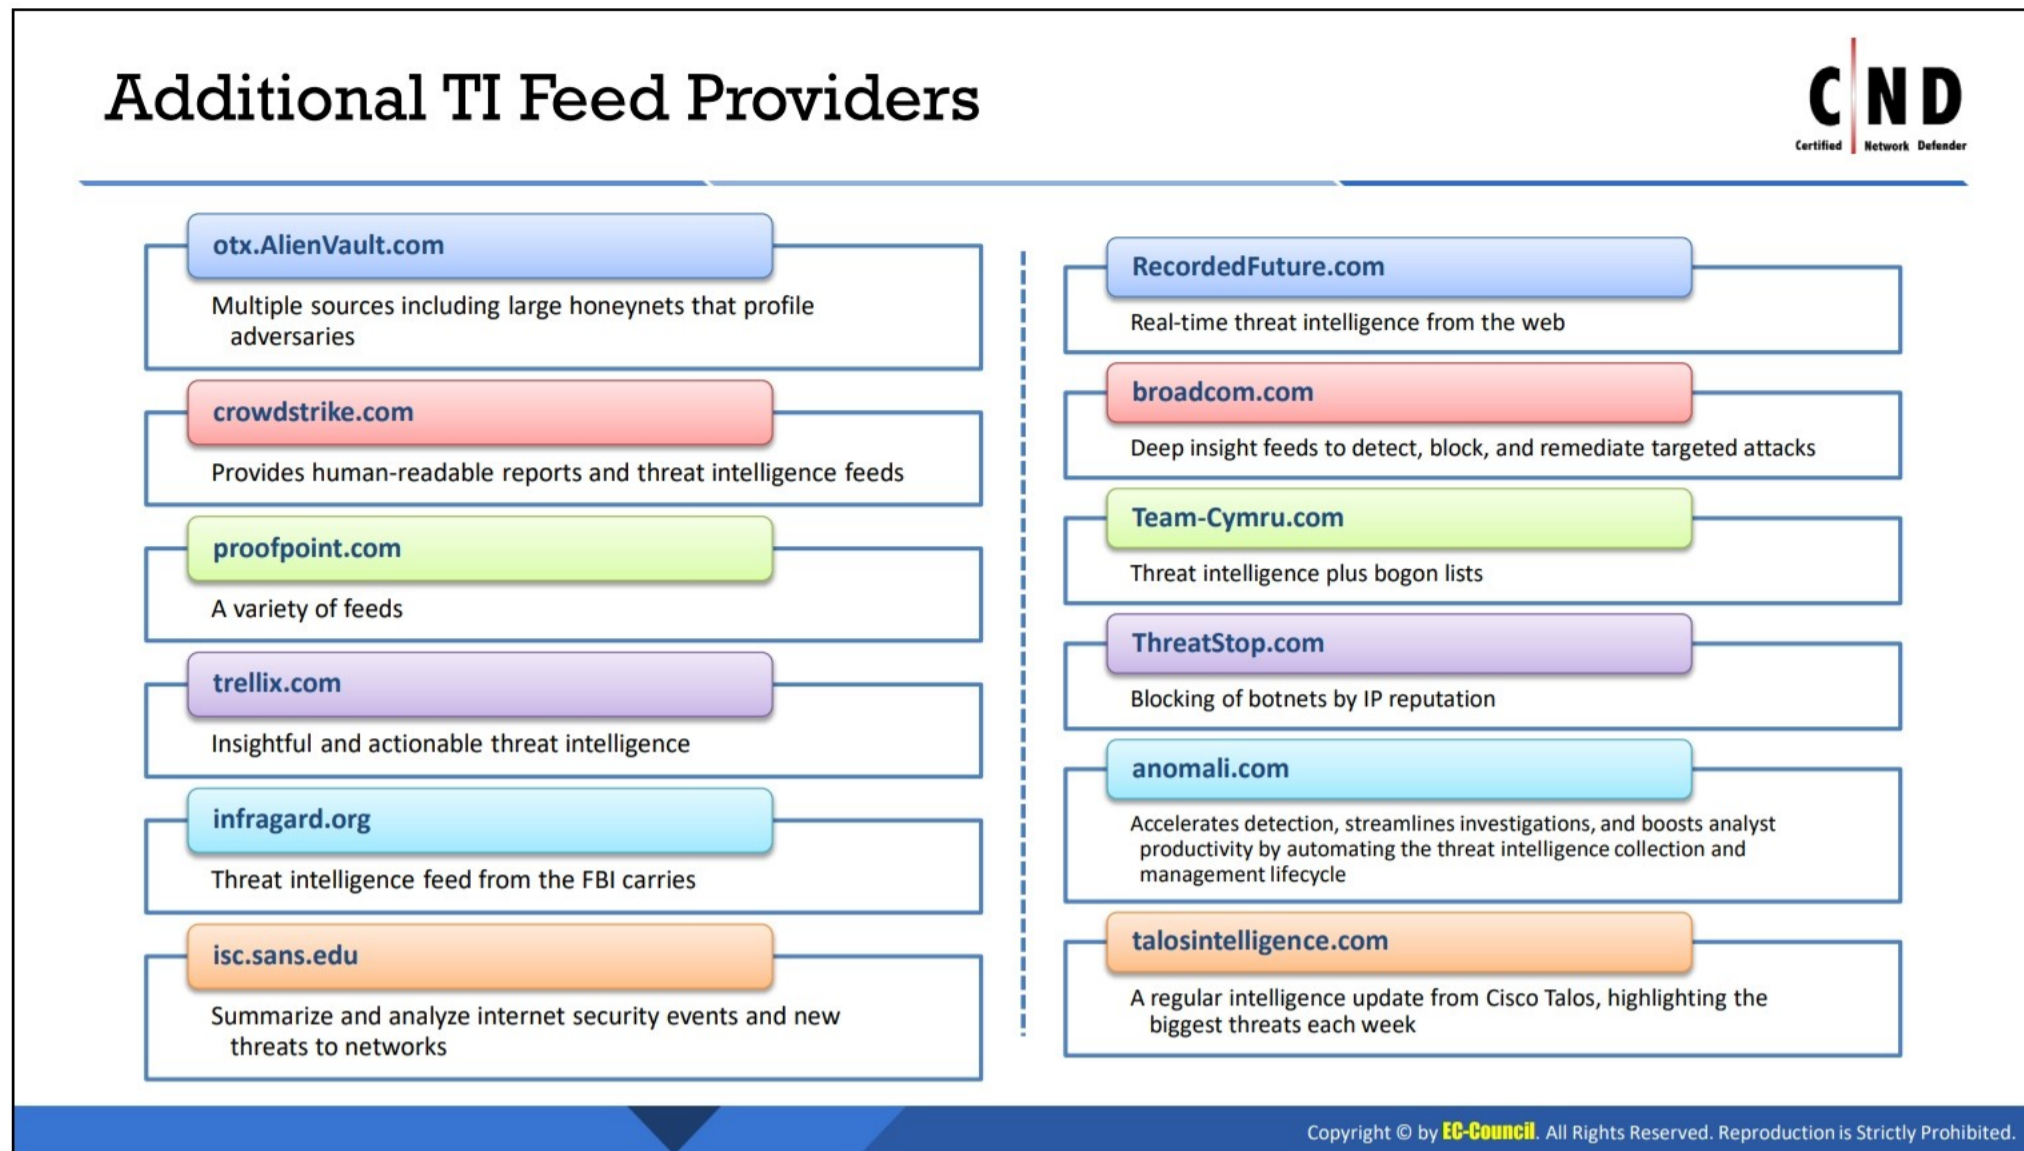 Additional TI Feed Providers
C|ND
Certified Network Defender
otx.AlienVault.com
Multiple sources including large honeynets that profile
adversaries
crowdstrike.com
Provides human-readable reports and threat intelligence feeds
proofpoint.com
A variety of feeds
trellix.com
Insightful and actionable threat intelligence
infragard.org
Threat intelligence feed from the FBI carries
isc.sans.edu
Summarize and analyze internet security events and new
threats to networks
RecordedFuture.com
Real-time threat intelligence from the web
broadcom.com
Deep insight feeds to detect, block, and remediate targeted attacks
Team-Cymru.com
Threat intelligence plus bogon lists
ThreatStop.com
Blocking of botnets by IP reputation
anomali.com
Accelerates detection, streamlines investigations, and boosts analyst
productivity by automating the threat intelligence collection and
management lifecycle
talosintelligence.com
A regular intelligence update from Cisco Talos, highlighting the
biggest threats each week
Copyright © by EC-Council. All Rights Reserved. Reproduction is Strictly Prohibited.